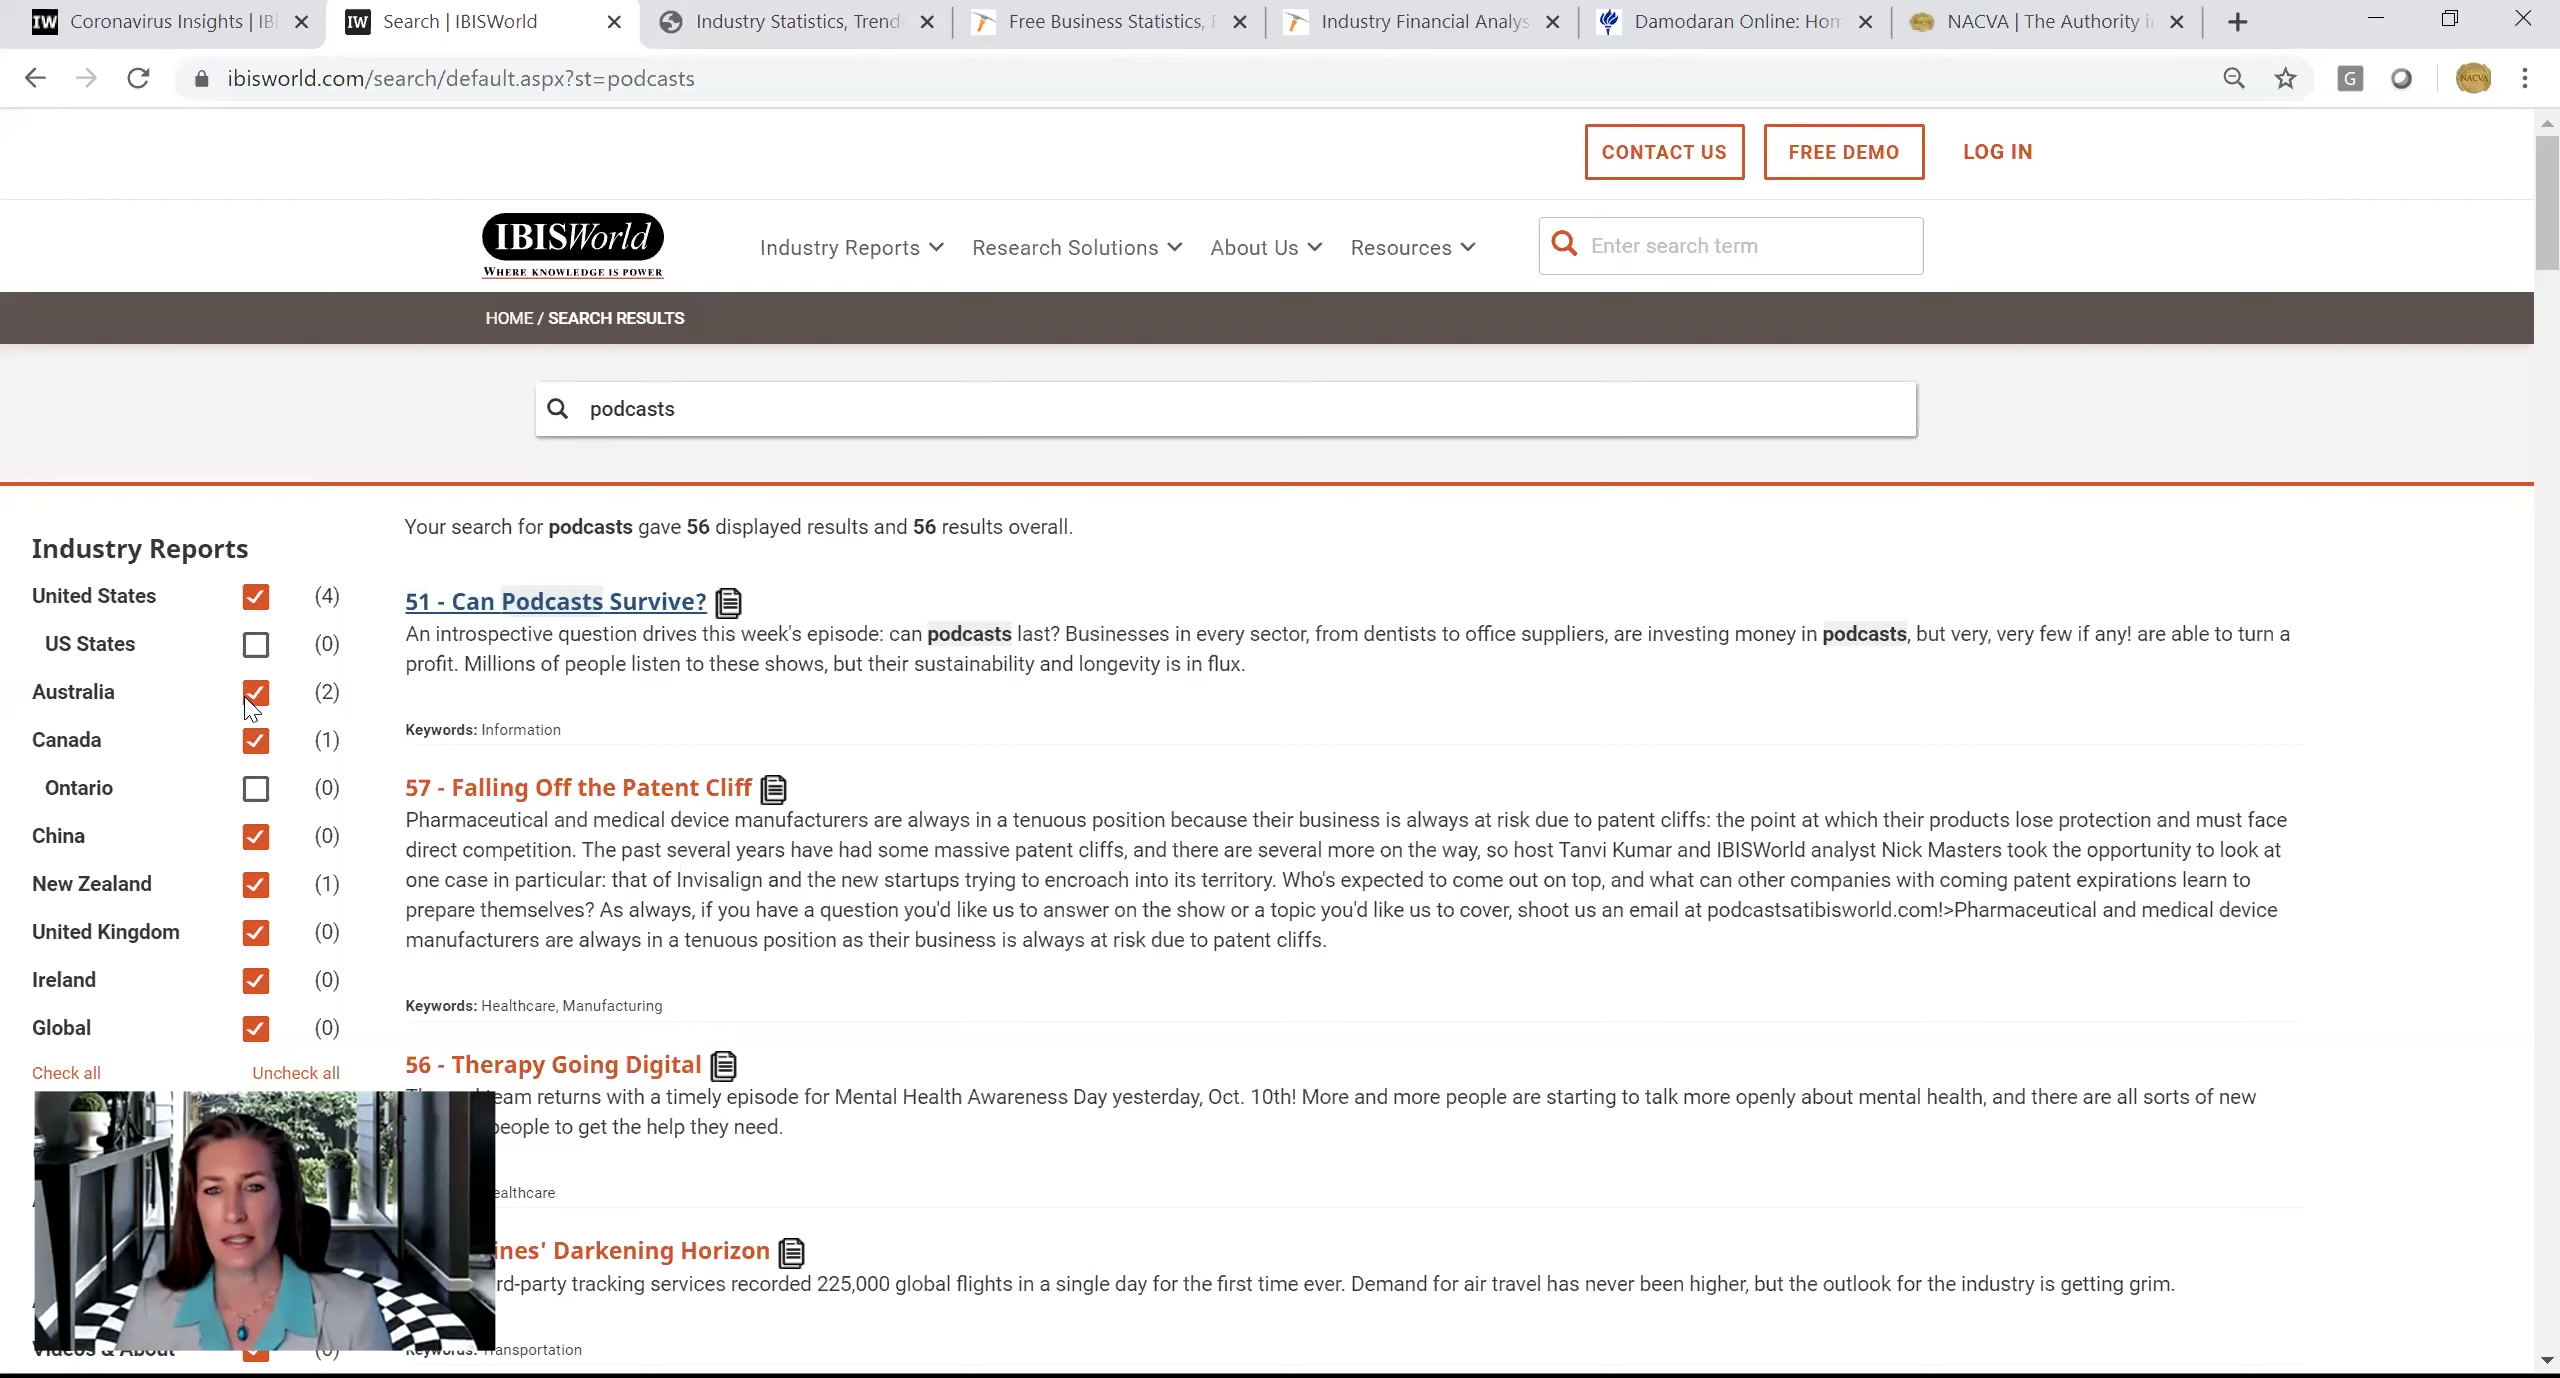 Coronavirus Insights | IBI
Search | IBISWorld
Industry Statistics, Trend
Free Business Statistics, F
Industry Financial Analys
Damodaran Online: Hom
NACVA | The Authority i
ibisworld.com/search/default.aspx?st=podcasts
G
NACVA
CONTACT US
FREE DEMO
LOG IN
IBISWorld
WHERE KNOWLEDGE IS POWER
Industry Reports
Research Solutions
About Us
Resources
Enter search term
HOME / SEARCH RESULTS
podcasts
Your search for podcasts gave 56 displayed results and 56 results overall.
Industry Reports
United States (4)
US States (0)
Australia (2)
Canada (1)
Ontario (0)
China (0)
New Zealand (1)
United Kingdom (0)
Ireland (0)
Global (0)
Check all Uncheck all
Videos & About (0)
51 - Can Podcasts Survive?
An introspective question drives this week's episode: can podcasts last? Businesses in every sector, from dentists to office suppliers, are investing money in podcasts, but very, very few if any! are able to turn a
profit. Millions of people listen to these shows, but their sustainability and longevity is in flux.
Keywords: Information
57 - Falling Off the Patent Cliff
Pharmaceutical and medical device manufacturers are always in a tenuous position because their business is always at risk due to patent cliffs: the point at which their products lose protection and must face
direct competition. The past several years have had some massive patent cliffs, and there are several more on the way, so host Tanvi Kumar and IBISWorld analyst Nick Masters took the opportunity to look at
one case in particular: that of Invisalign and the new startups trying to encroach into its territory. Who's expected to come out on top, and what can other companies with coming patent expirations learn to
prepare themselves? As always, if you have a question you'd like us to answer on the show or a topic you'd like us to cover, shoot us an email at podcastsatibisworld.com!>Pharmaceutical and medical device
manufacturers are always in a tenuous position as their business is always at risk due to patent cliffs.
Keywords: Healthcare, Manufacturing
56 - Therapy Going Digital
eam returns with a timely episode for Mental Health Awareness Day yesterday, Oct. 10th! More and more people are starting to talk more openly about mental health, and there are all sorts of new
people to get the help they need.
ealthcare
ines' Darkening Horizon
rd-party tracking services recorded 225,000 global flights in a single day for the first time ever. Demand for air travel has never been higher, but the outlook for the industry is getting grim.
Keywords: ransportation